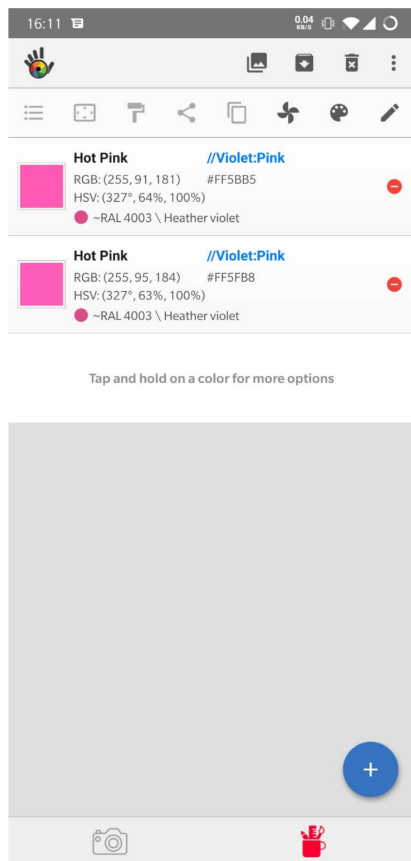 16:11
0.04
KB/S
Hot Pink //Violet:Pink
RGB: (255, 91, 181) #FF5BB5
HSV: (327°, 64%, 100%)
~RAL 4003 \ Heather violet
Hot Pink //Violet:Pink
RGB: (255, 95, 184) #FF5FB8
HSV: (327°, 63%, 100%)
~RAL 4003 \ Heather violet
Tap and hold on a color for more options